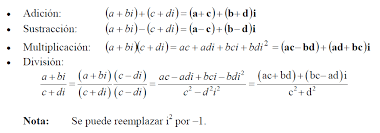 • Adición: (a + bi) + (c + di) = (a + c) + (b + d)i
• Sustracción: (a + bi) − (c + di) = (a − c) + (b − d)i
• Multiplicación: (a + bi)(c + di) = ac + adi + bci + bdi² = (ac − bd) + (ad + bc)i
• División:
(a + bi)/(c + di) = (a + bi)(c − di)/(c + di)(c − di) = (ac − adi + bci − bdi²)/(c² − d²i²) = ((ac + bd) + (bc − ad)i)/(c² + d²)
Nota: Se puede reemplazar i² por −1.